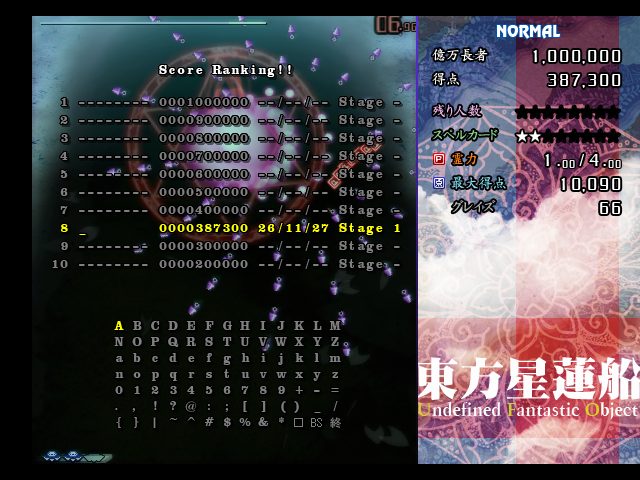 06.96
Score Ranking!!
1 -------- 0001000000 --/--/-- Stage -
2 -------- 0000900000 --/--/-- Stage -
3 -------- 0000800000 --/--/-- Stage -
4 -------- 0000700000 --/--/-- Stage -
5 -------- 0000600000 --/--/-- Stage -
6 -------- 0000500000 --/--/-- Stage -
7 -------- 0000400000 --/--/-- Stage -
8 _ 0000387300 26/11/27 Stage 1
9 -------- 0000300000 --/--/-- Stage -
10 -------- 0000200000 --/--/-- Stage -
A B C D E F G H I J K L M
N O P Q R S T U V W X Y Z
a b c d e f g h i j k l m
n o p q r s t u v w x y z
0 1 2 3 4 5 6 7 8 9 + - =
. , ! ? @ : ; [ ] ( ) _ /
{ } | ~ ^ # $ % & * □ BS 終
NORMAL
億万長者 1,000,000
得点 387,300
残り人数
スペルカード ★★
P 霊力 1.00/4.00
点 最大得点 10,090
グレイズ 66
東方星蓮船
Undefined Fantastic Object